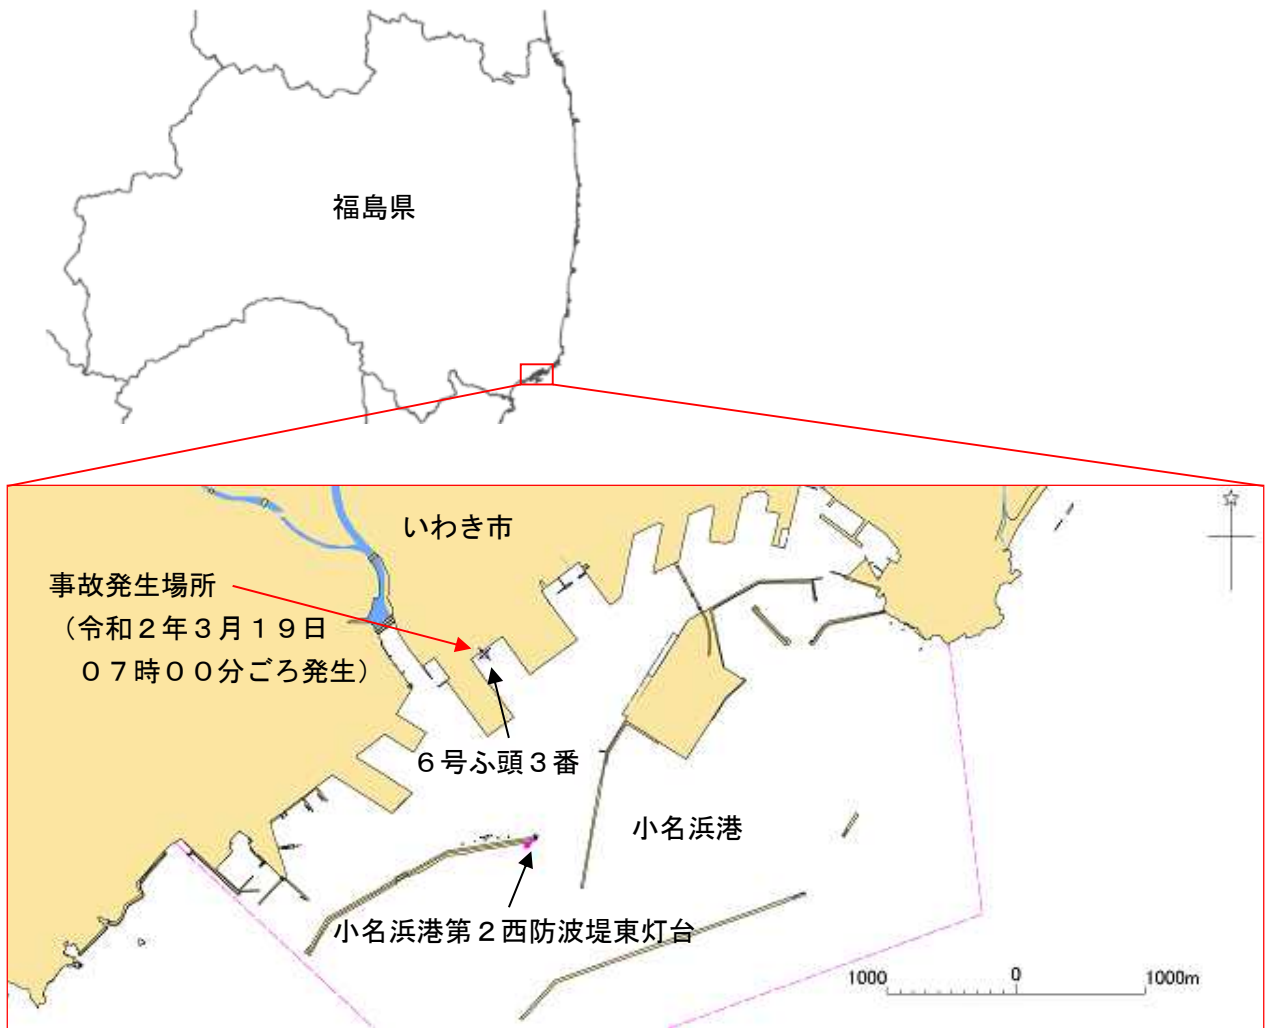 福島県
いわき市
事故発生場所
（令和２年３月１９日
０７時００分ごろ発生）
６号ふ頭３番
小名浜港
小名浜港第２西防波堤東灯台
1000 0 1000m